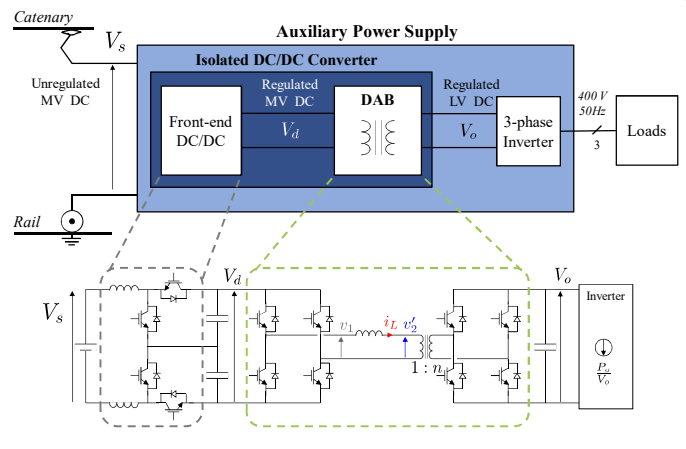 Catenary
V_s
Auxiliary Power Supply
Isolated DC/DC Converter
Unregulated
MV DC
Front-end
DC/DC
Regulated
MV DC
V_d
DAB
Regulated
LV DC
V_o
3-phase
Inverter
400 V
50Hz
3
Loads
Rail
V_s
V_d
v_1
i_L
v'_2
1 : n
V_o
Inverter
P_o
V_o